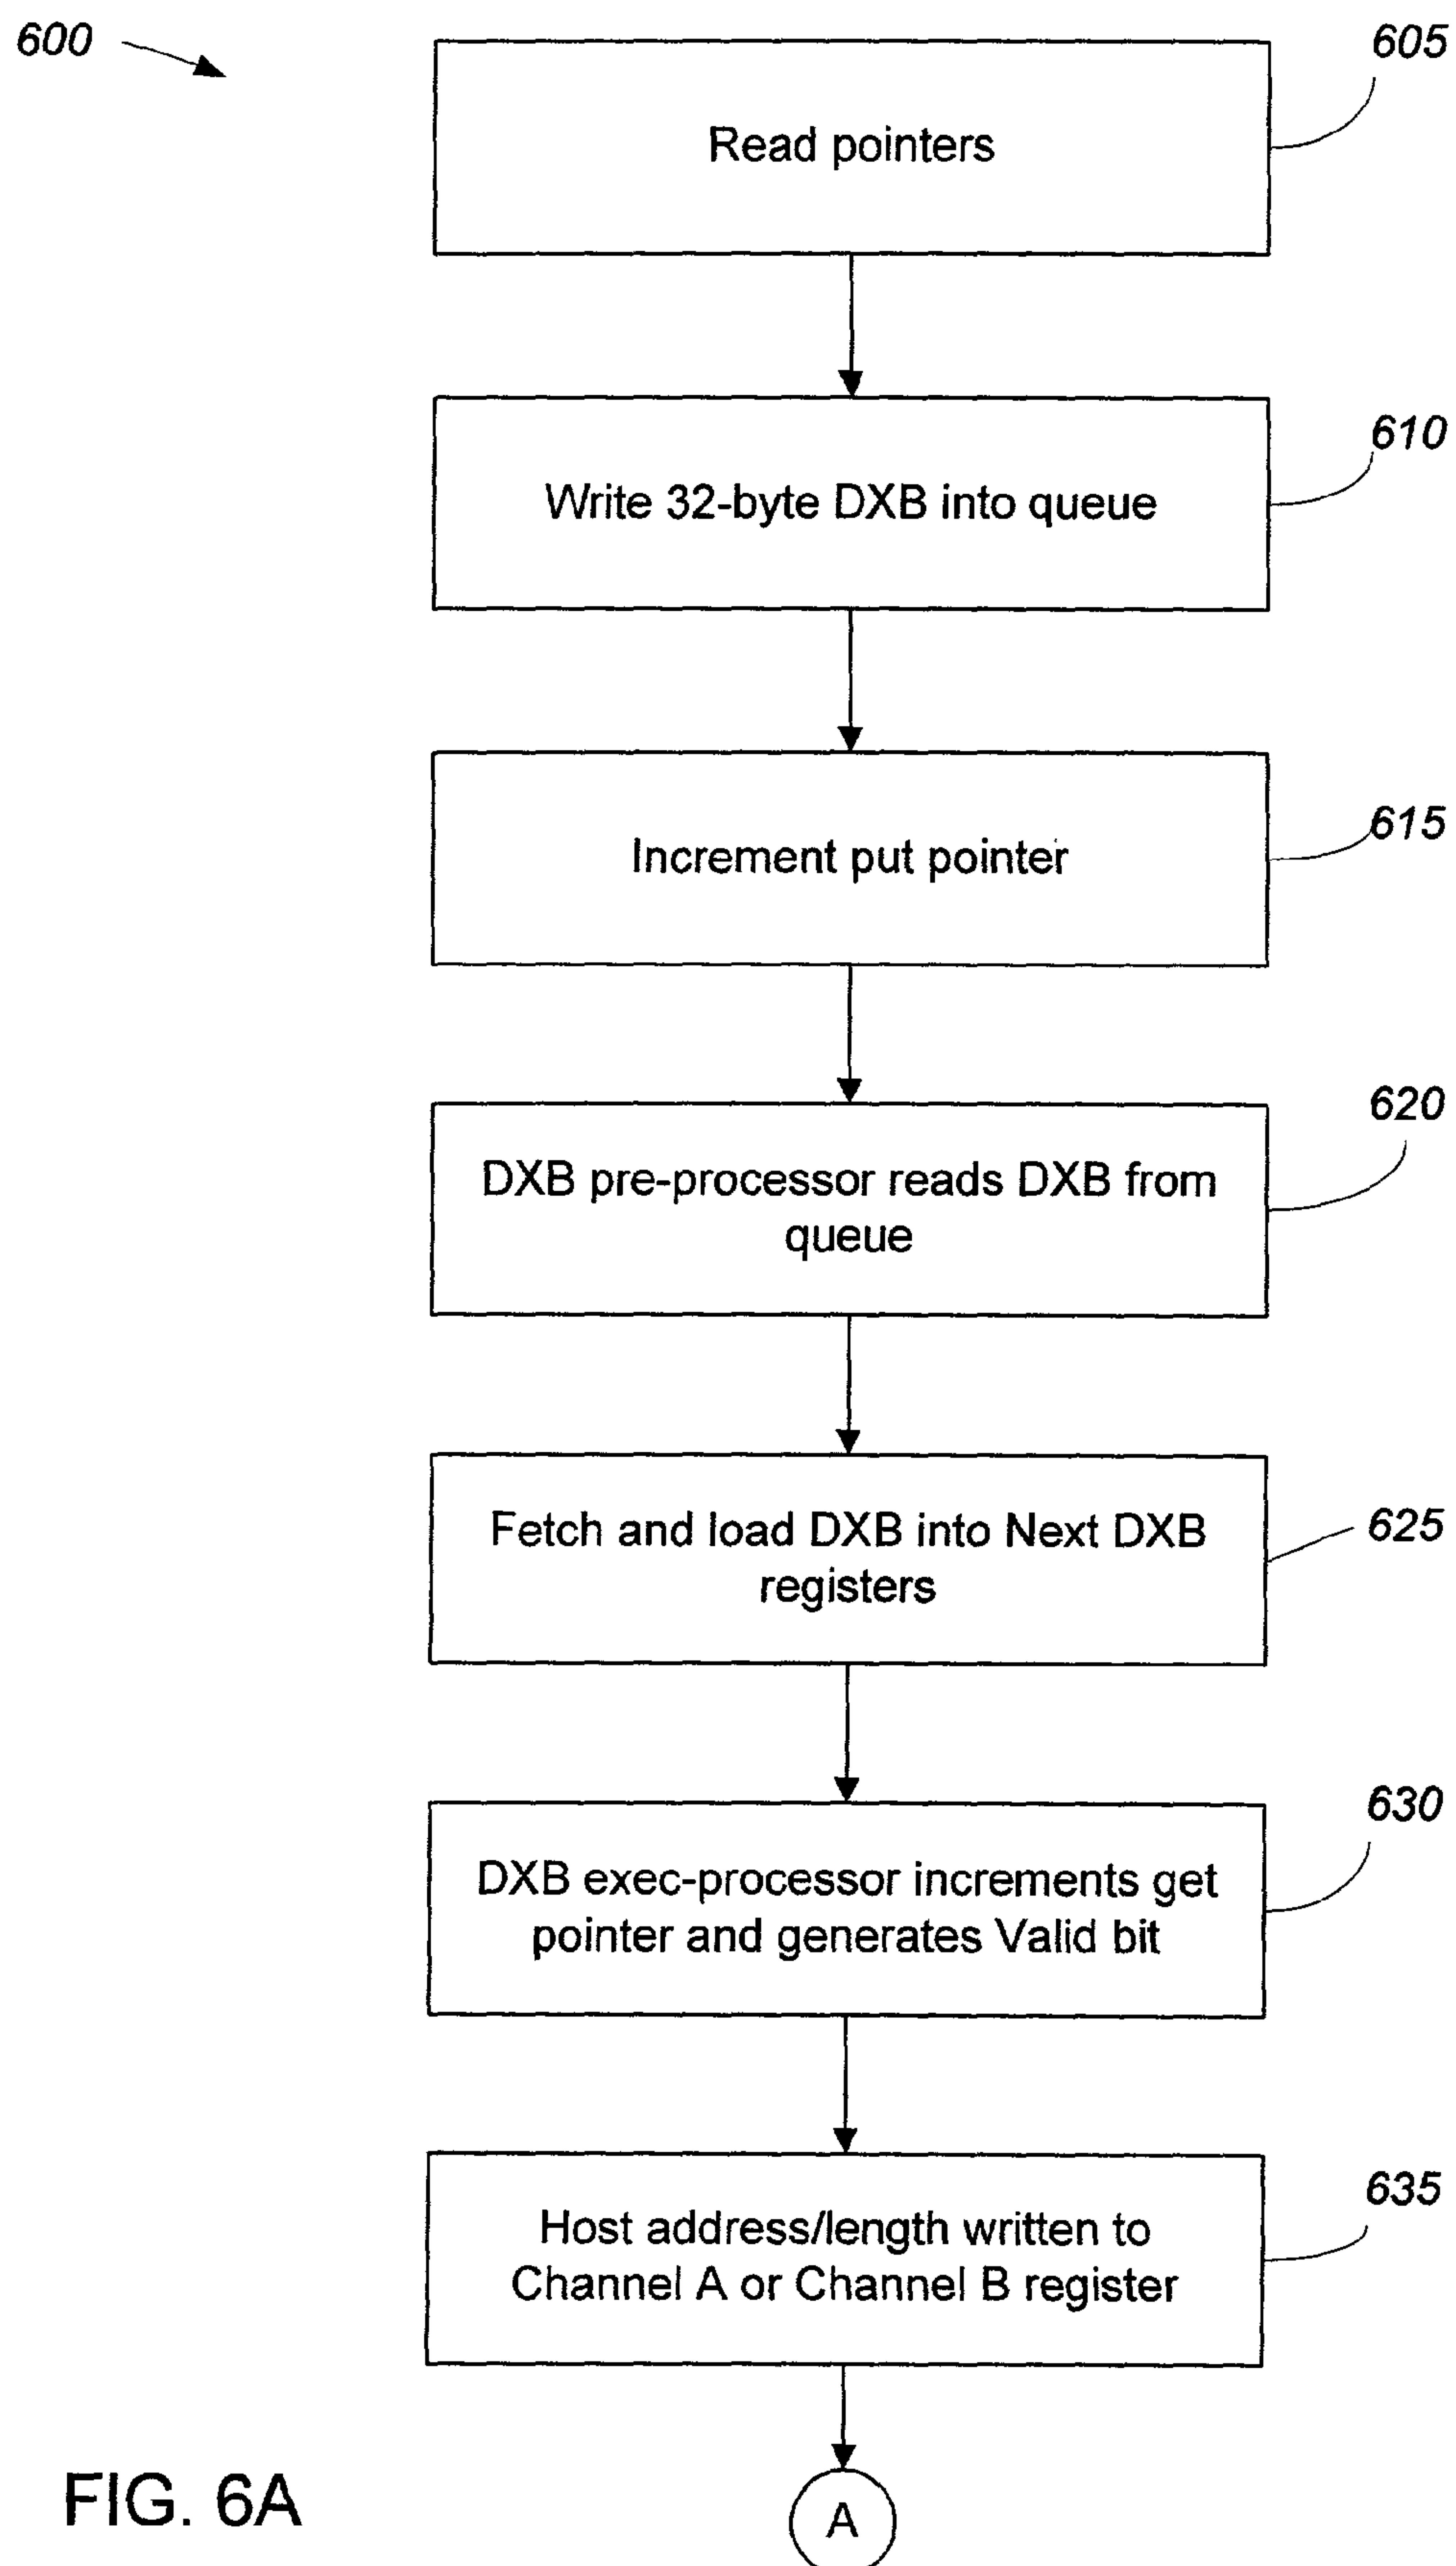 600
605
Read pointers
610
Write 32-byte DXB into queue
615
Increment put pointer
620
DXB pre-processor reads DXB from
queue
625
Fetch and load DXB into Next DXB
registers
630
DXB exec-processor increments get
pointer and generates Valid bit
635
Host address/length written to
Channel A or Channel B register
FIG. 6A
A